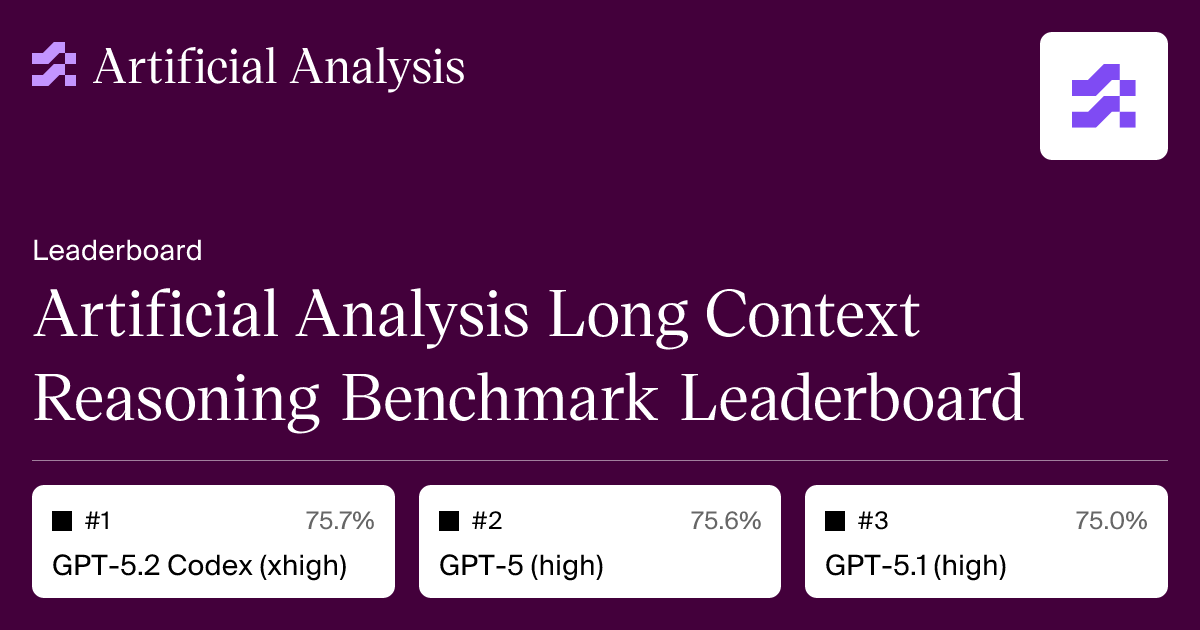 Artificial Analysis
Leaderboard
Artificial Analysis Long Context
Reasoning Benchmark Leaderboard
#1 75.7%
GPT-5.2 Codex (xhigh)
#2 75.6%
GPT-5 (high)
#3 75.0%
GPT-5.1 (high)